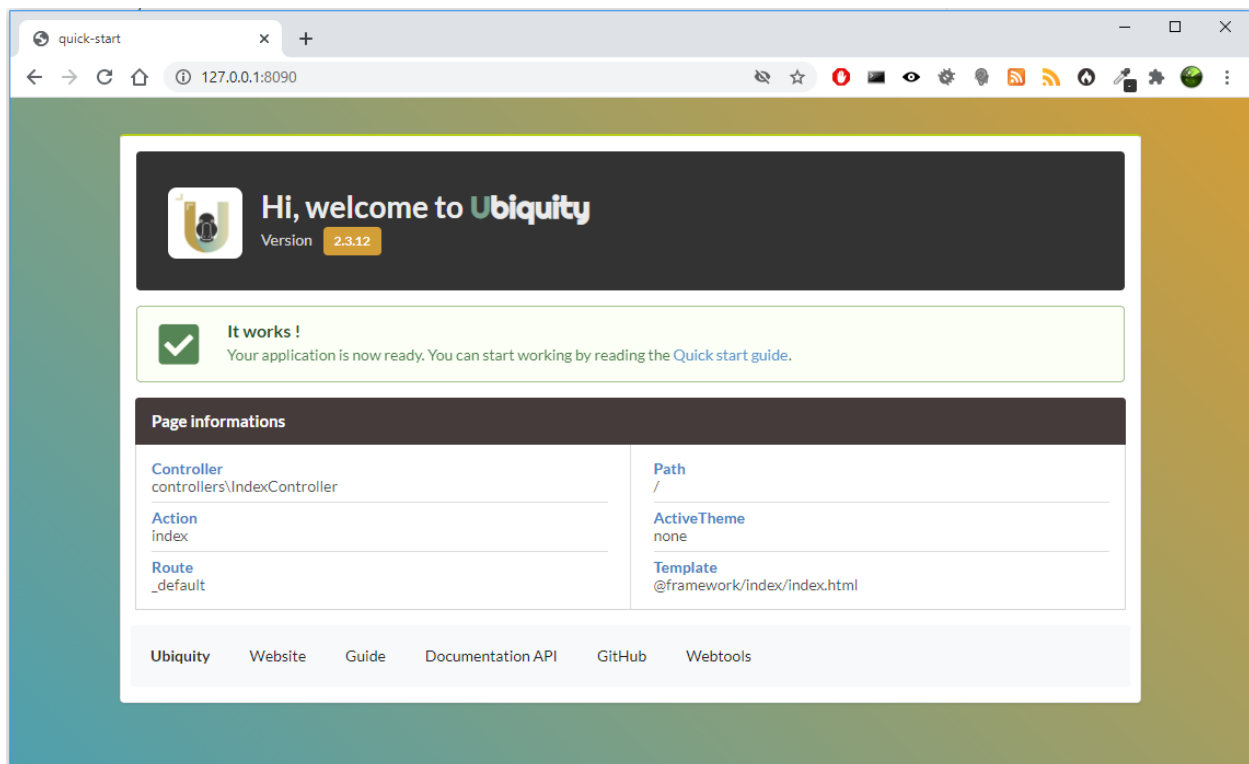 quick-start
127.0.0.1:8090
Hi, welcome to Ubiquity
Version 2.3.12
It works !
Your application is now ready. You can start working by reading the Quick start guide.
Page informations
Controller
controllers\IndexController
Action
index
Route
_default
Path
/
ActiveTheme
none
Template
@framework/index/index.html
Ubiquity Website Guide Documentation API GitHub Webtools